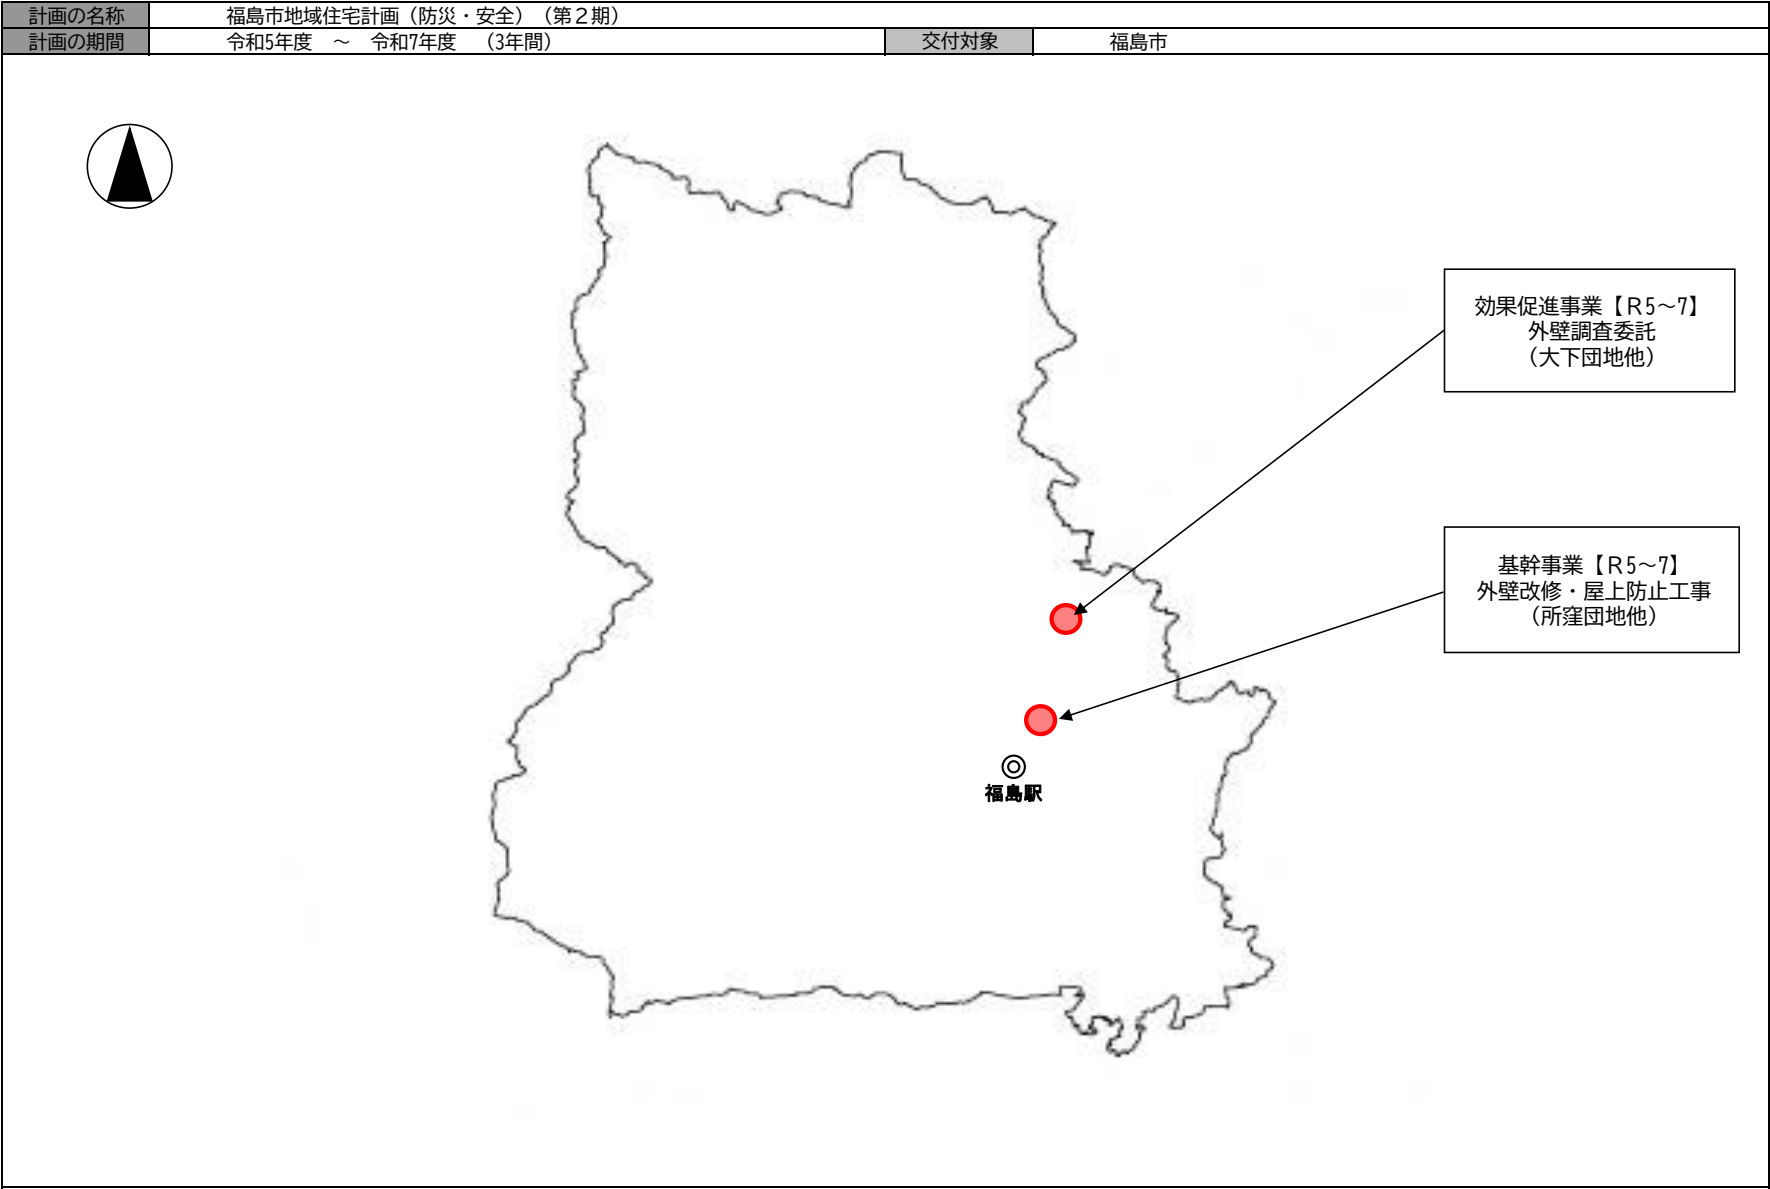 計画の名称 福島市地域住宅計画（防災・安全）（第２期）
計画の期間 令和5年度 ～ 令和7年度 （3年間） 交付対象 福島市
効果促進事業【Ｒ5～7】
外壁調査委託
（大下団地他）
基幹事業【Ｒ5～7】
外壁改修・屋上防止工事
（所窪団地他）
福島駅